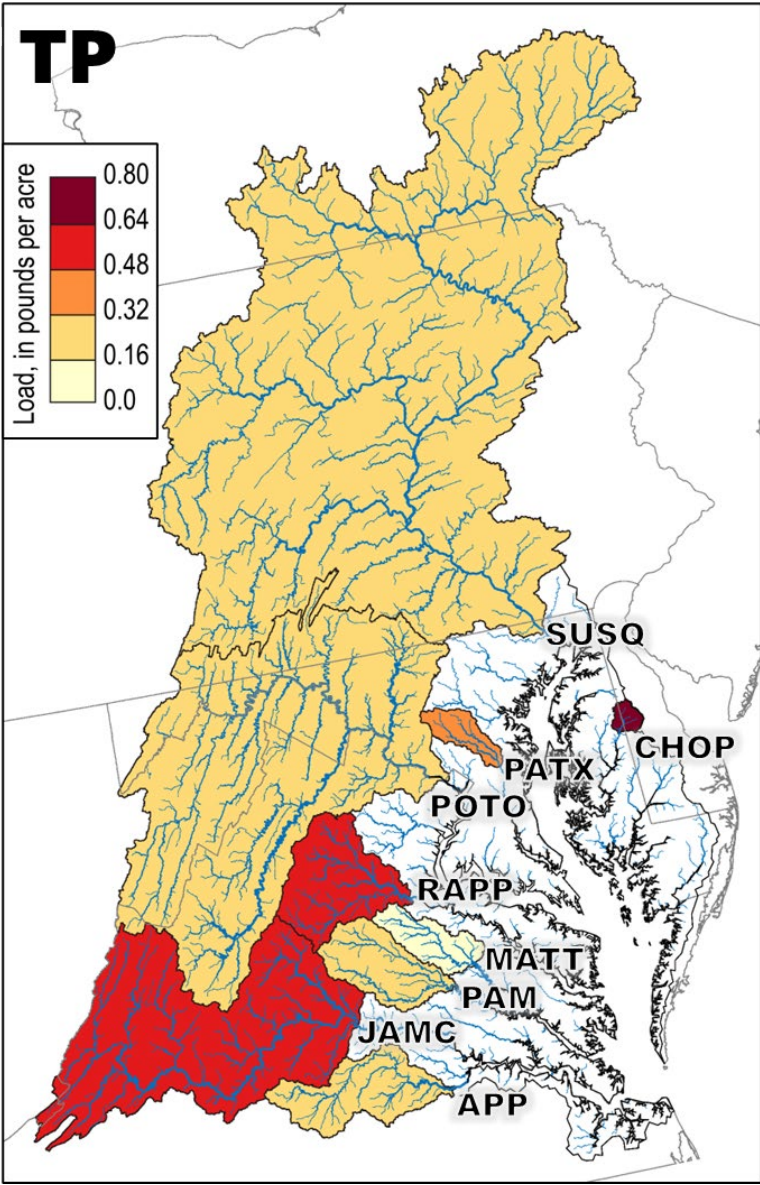 TP
Load, in pounds per acre
0.80
0.64
0.48
0.32
0.16
0.0
SUSQ
CHOP
PATX
POTO
RAPP
MATT
PAM
JAMC
APP